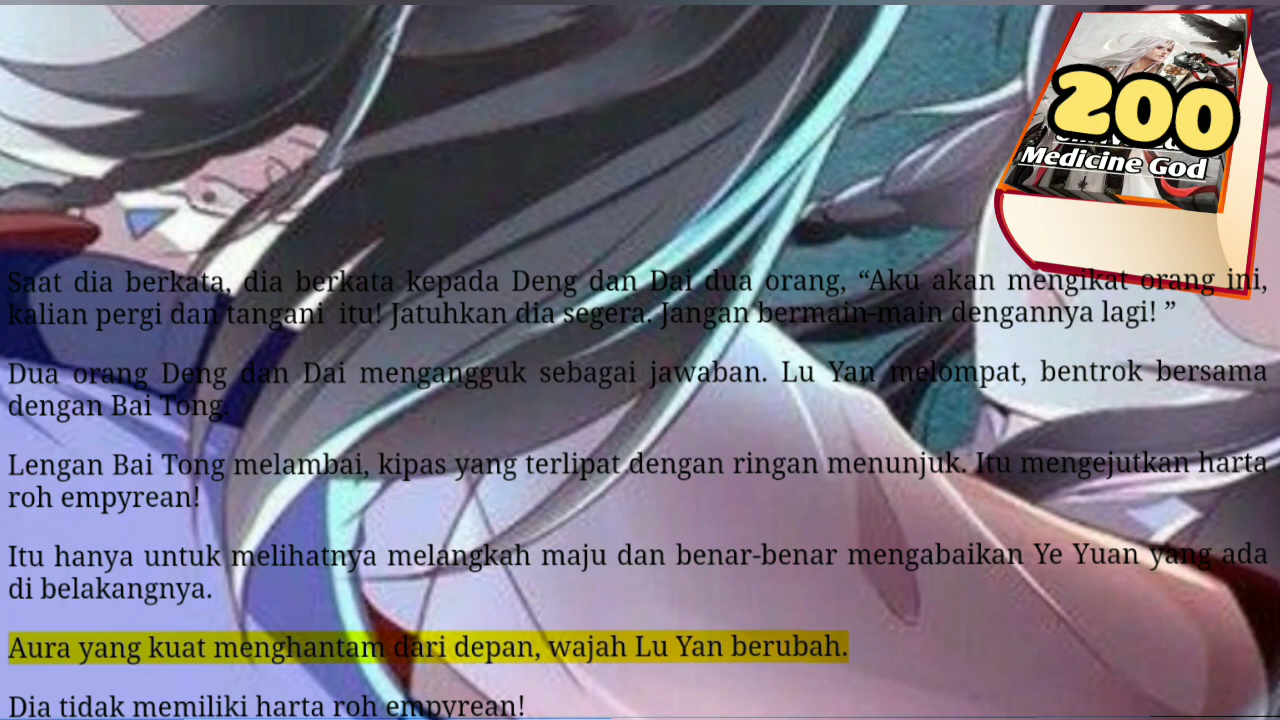 200
Medicine God
Saat dia berkata, dia berkata kepada Deng dan Dai dua orang, “Aku akan mengikat orang ini,
kalian pergi dan tangani itu! Jatuhkan dia segera. Jangan bermain-main dengannya lagi! ”
Dua orang Deng dan Dai mengangguk sebagai jawaban. Lu Yan melompat, bentrok bersama
dengan Bai Tong.
Lengan Bai Tong melambai, kipas yang terlipat dengan ringan menunjuk. Itu mengejutkan harta
roh empyrean!
Itu hanya untuk melihatnya melangkah maju dan benar-benar mengabaikan Ye Yuan yang ada
di belakangnya.
Aura yang kuat menghantam dari depan, wajah Lu Yan berubah.
Dia tidak memiliki harta roh empyrean!